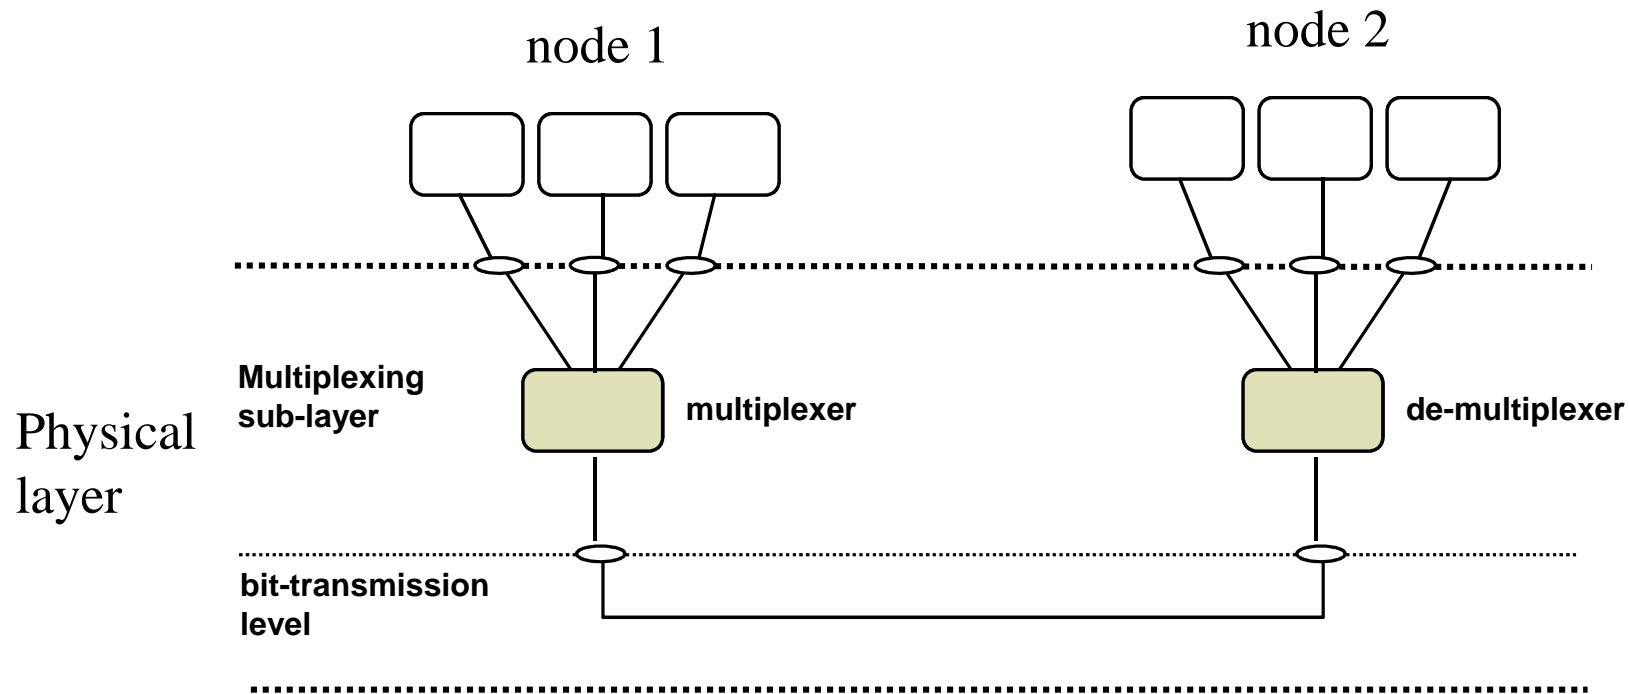 node 1
node 2
Multiplexing
sub-layer
multiplexer
de-multiplexer
Physical
layer
bit-transmission
level